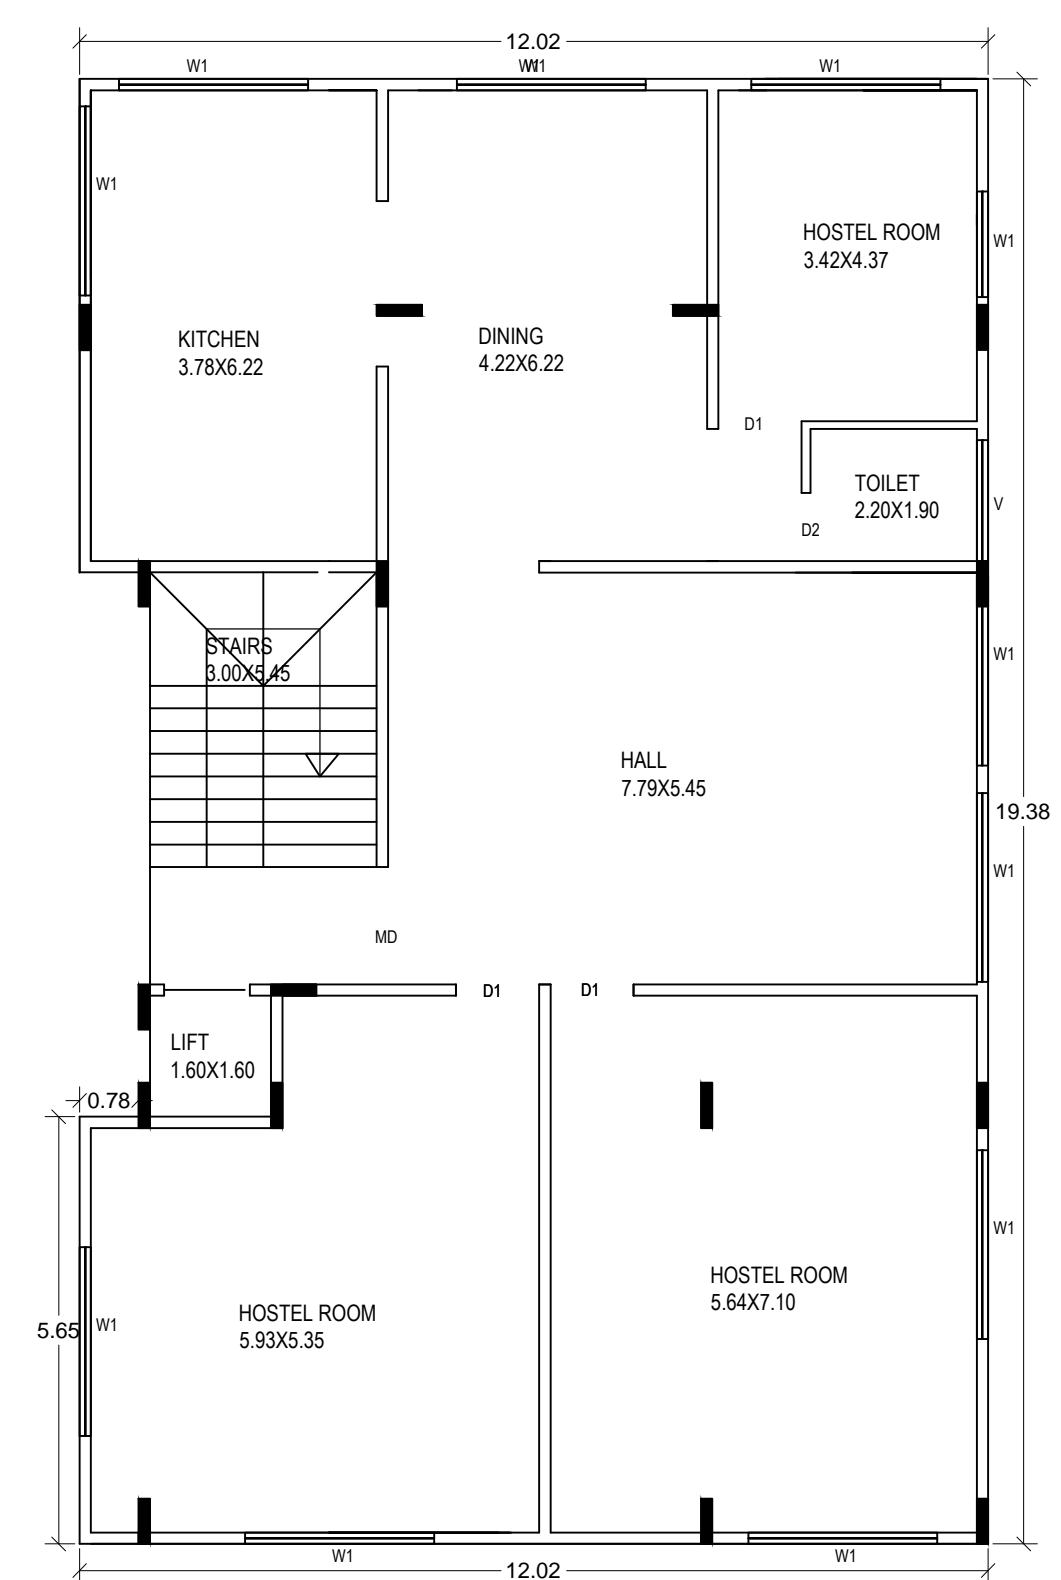 12.02
W1
W1
W1
W1
W1
HOSTEL ROOM
3.42X4.37
W1
KITCHEN
3.78X6.22
DINING
4.22X6.22
D1
TOILET
2.20X1.90
V
D2
STAIRS
3.00X5.45
W1
HALL
7.79X5.45
19.38
W1
MD
D1
D1
LIFT
1.60X1.60
0.78
W1
HOSTEL ROOM
5.64X7.10
HOSTEL ROOM
5.93X5.35
5.65
W1
W1
W1
12.02